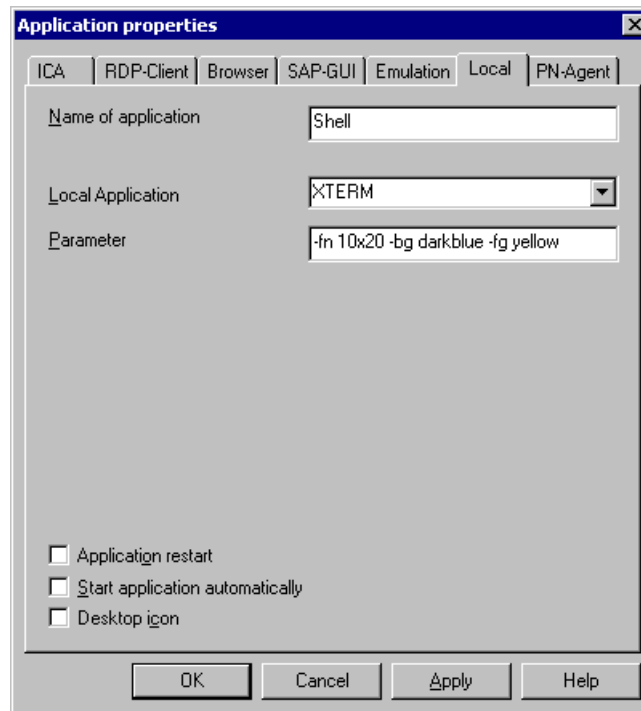 Application properties
ICA RDP-Client Browser SAP-GUI Emulation Local PN-Agent
Name of application Shell
Local Application XTERM
Parameter -fn 10x20 -bg darkblue -fg yellow
Application restart
Start application automatically
Desktop icon
OK Cancel Apply Help